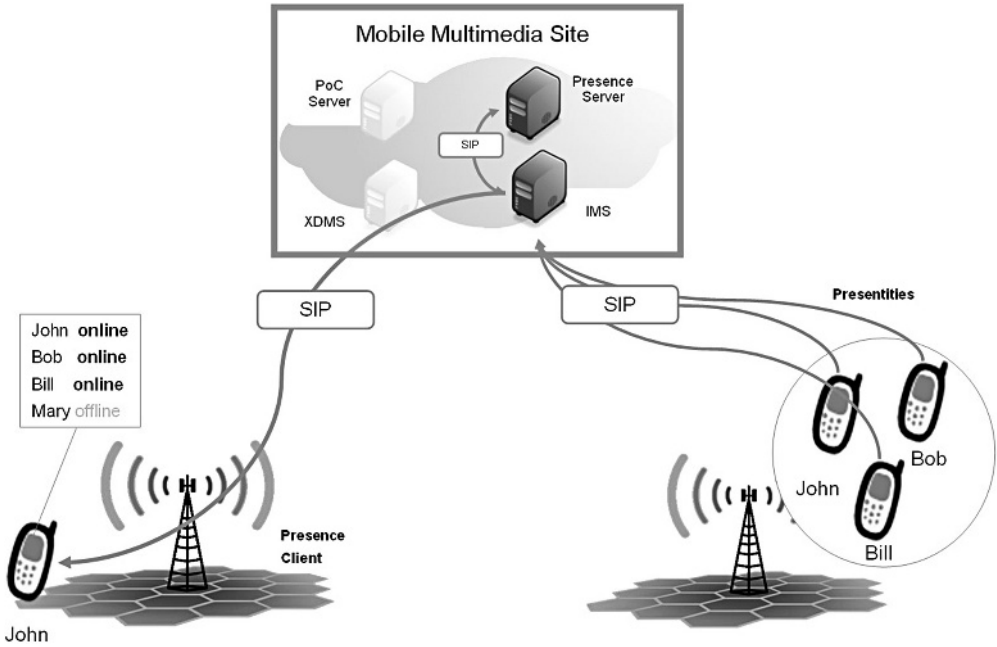 Mobile Multimedia Site
PoC
Server
Presence
Server
SIP
XDMS
IMS
SIP
SIP
Presentities
John online
Bob online
Bill online
Mary offline
Bob
John
Bill
Presence
Client
John